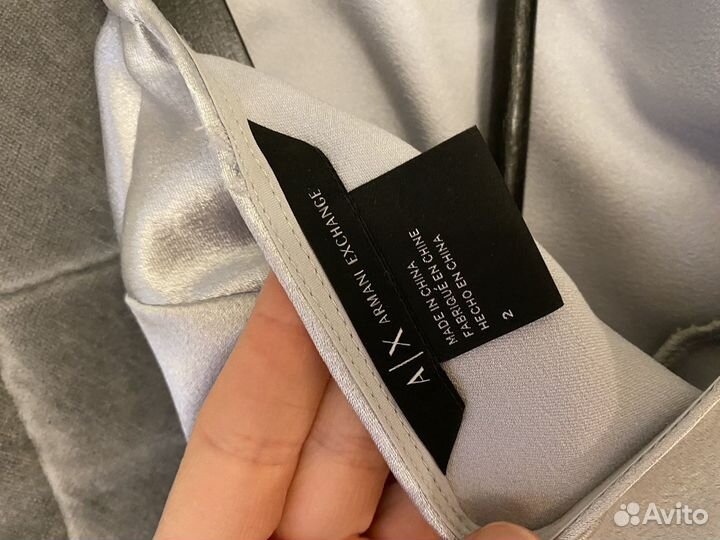 A|X ARMANI EXCHANGE
MADE IN CHINA
FABRIQUÉ EN CHINE
HECHO EN CHINA
2
Avito